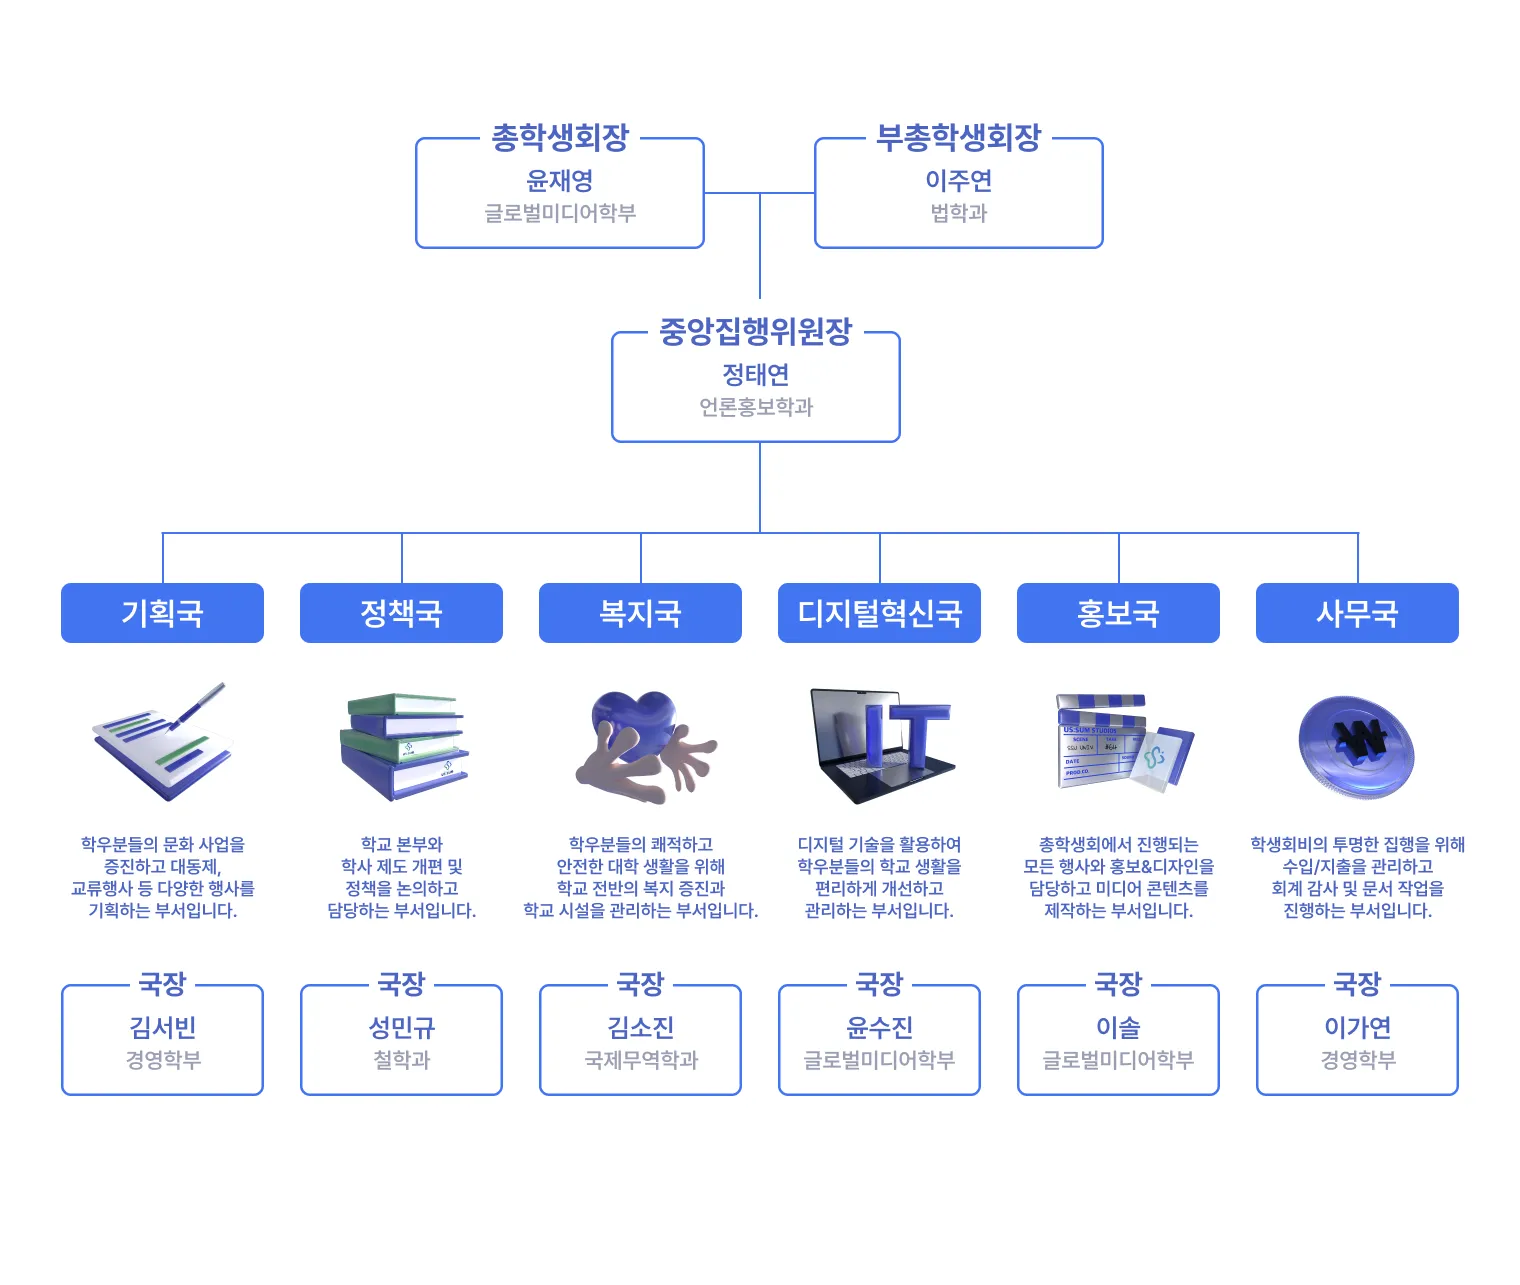 총학생회장
윤재영
글로벌미디어학부
부총학생회장
이주연
법학과
중앙집행위원장
정태연
언론홍보학과
기획국
정책국
복지국
디지털혁신국
홍보국
사무국
IT
US:SUM STUDIOS
SCENE
TAKE
SSU UNIV.
DATE
PROD.CO.
학우분들의 문화 사업을
증진하고 대동제,
교류행사 등 다양한 행사를
기획하는 부서입니다.
학교 본부와
학사 제도 개편 및
정책을 논의하고
담당하는 부서입니다.
학우분들의 쾌적하고
안전한 대학 생활을 위해
학교 전반의 복지 증진과
학교 시설을 관리하는 부서입니다.
디지털 기술을 활용하여
학우분들의 학교 생활을
편리하게 개선하고
관리하는 부서입니다.
총학생회에서 진행되는
모든 행사와 홍보&디자인을
담당하고 미디어 콘텐츠를
제작하는 부서입니다.
학생회비의 투명한 집행을 위해
수입/지출을 관리하고
회계 감사 및 문서 작업을
진행하는 부서입니다.
국장
김서빈
경영학부
국장
성민규
철학과
국장
김소진
국제무역학과
국장
윤수진
글로벌미디어학부
국장
이솔
글로벌미디어학부
국장
이가연
경영학부